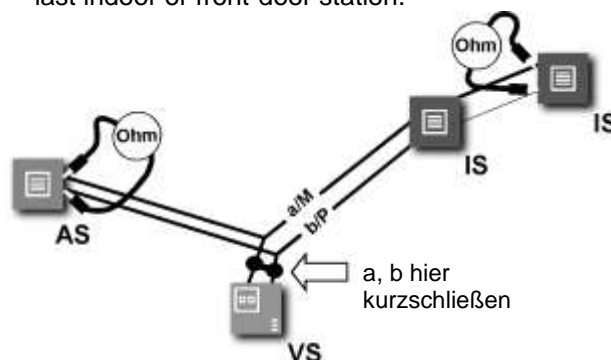 last indoor or front door station.
Ohm
Ohm
IS
IS
AS
a/M
b/P
a, b hier
kurzschließen
VS